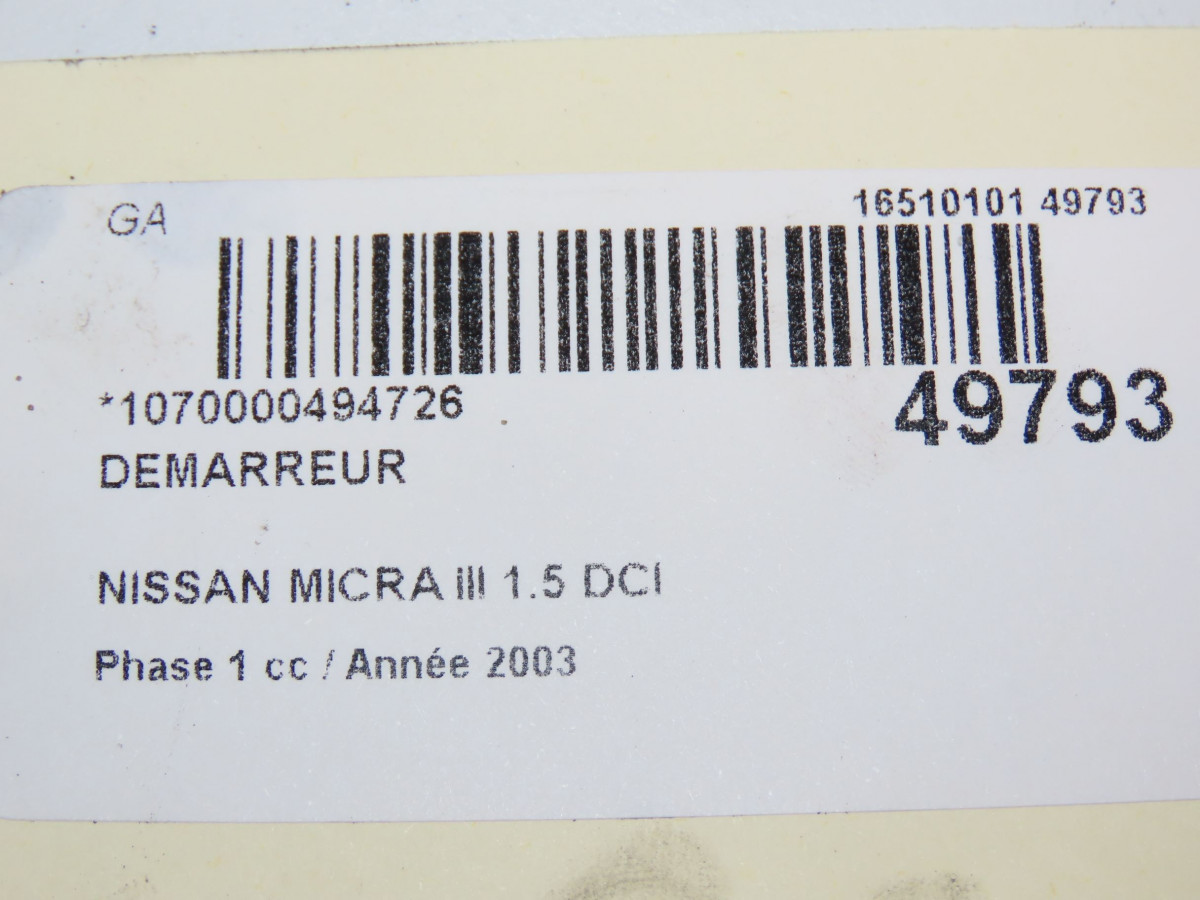 GA
16510101 49793
*1070000494726
49793
DEMARREUR
NISSAN MICRA III 1.5 DCI
Phase 1 cc / Année 2003